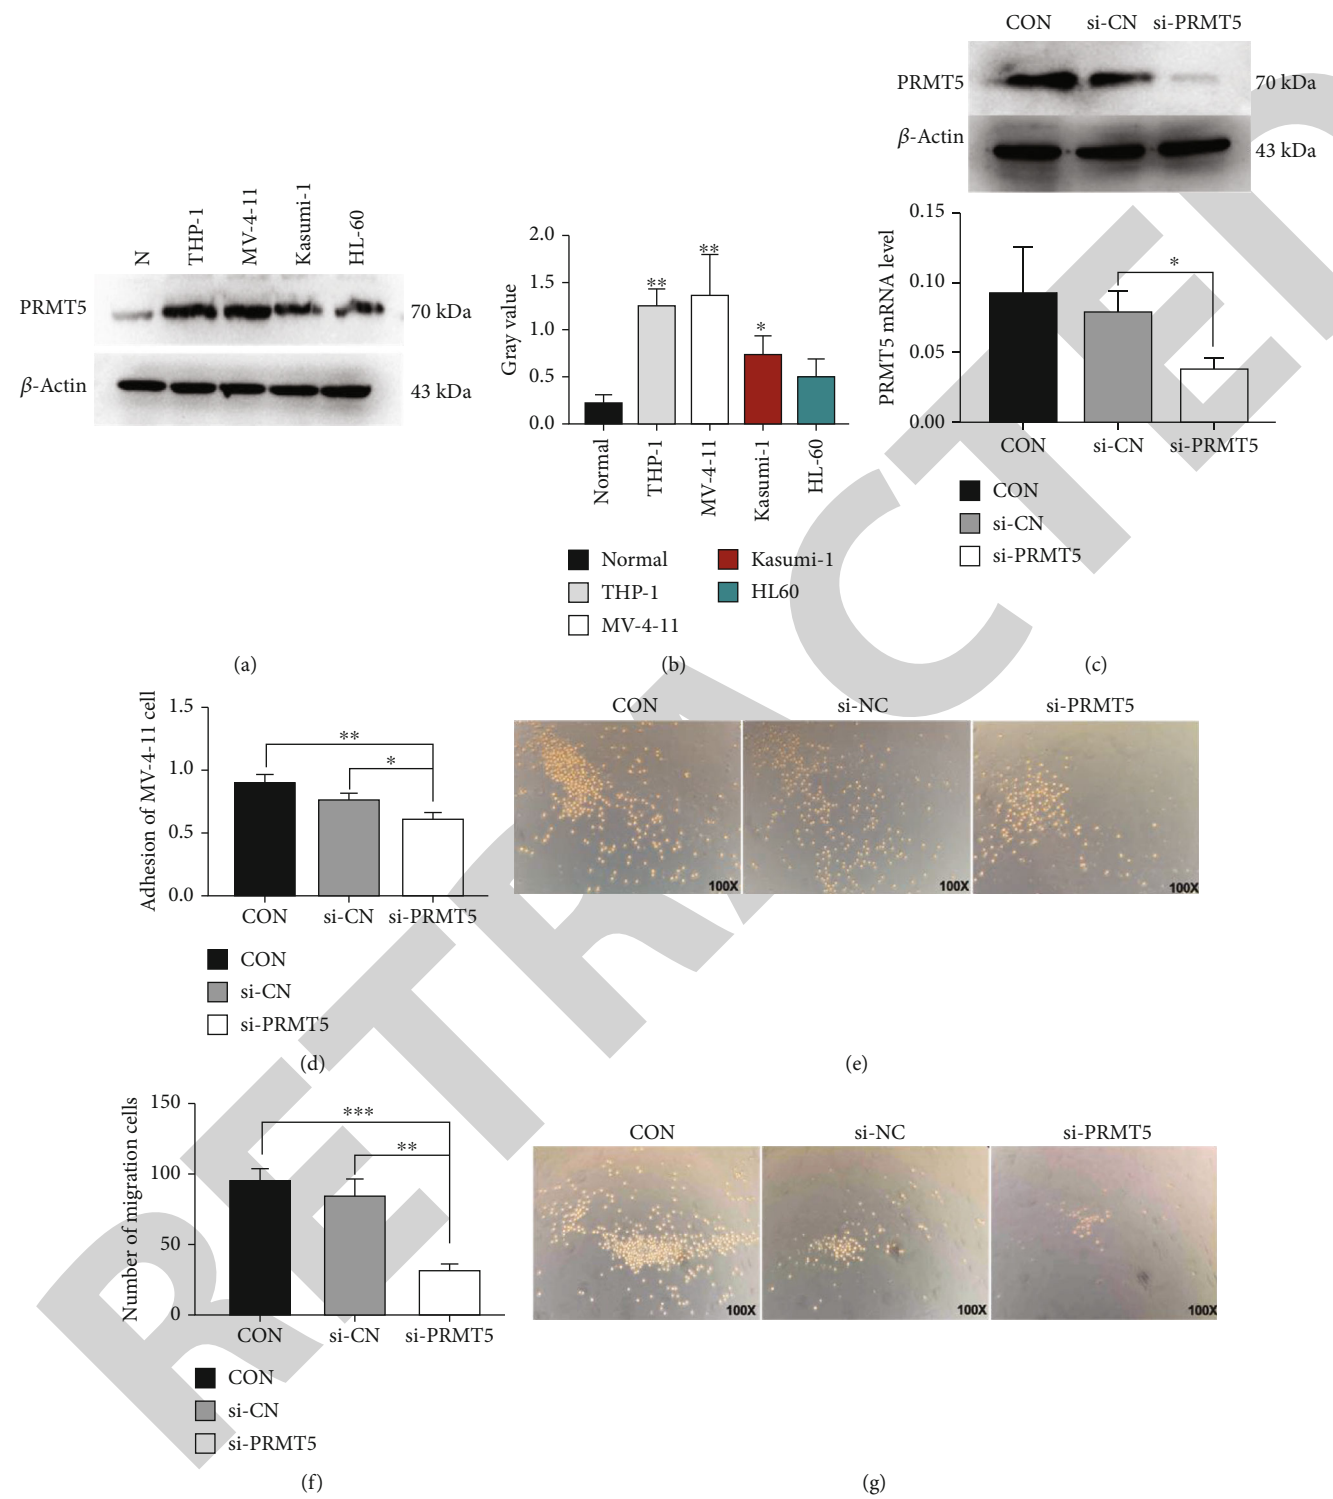 CON si-CN si-PRMT5
PRMT5 70 kDa
β-Actin 43 kDa
N THP-1 MV-4-11 Kasumi-1 HL-60
PRMT5 70 kDa
β-Actin 43 kDa
(a)
Gray value
2.0
1.5
1.0
0.5
0.0
** ** *
Normal THP-1 MV-4-11 Kasumi-1 HL-60
Normal Kasumi-1
THP-1 HL60
MV-4-11
(b)
PRMT5 mRNA level
0.15
0.10
0.05
0.00
*
CON si-CN si-PRMT5
CON
si-CN
si-PRMT5
(c)
Adhesion of MV-4-11 cell
1.5
1.0
0.5
0.0
**
*
CON si-CN si-PRMT5
CON
si-CN
si-PRMT5
(d)
CON si-NC si-PRMT5
100X 100X 100X
(e)
Number of migration cells
150
100
50
0
***
**
CON si-CN si-PRMT5
CON
si-CN
si-PRMT5
(f)
CON si-NC si-PRMT5
100X 100X 100X
(g)
RETRACTED